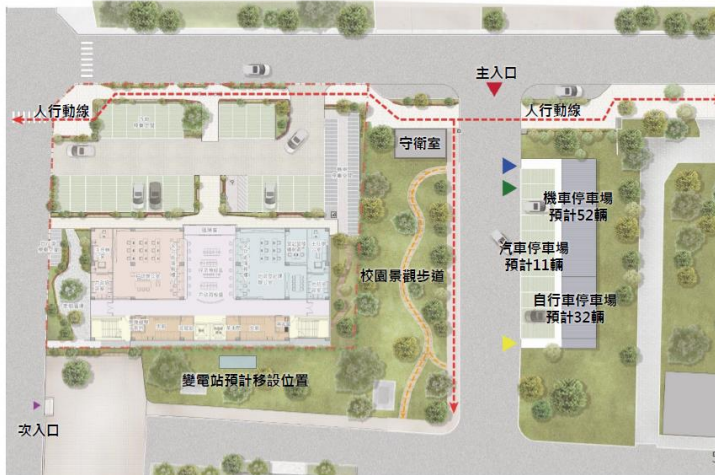 主入口
人行動線
人行動線
守衛室
機車停車場
預計52輛
汽車停車場
預計11輛
校園景觀步道
自行車停車場
預計32輛
變電站預計移設位置
次入口
5